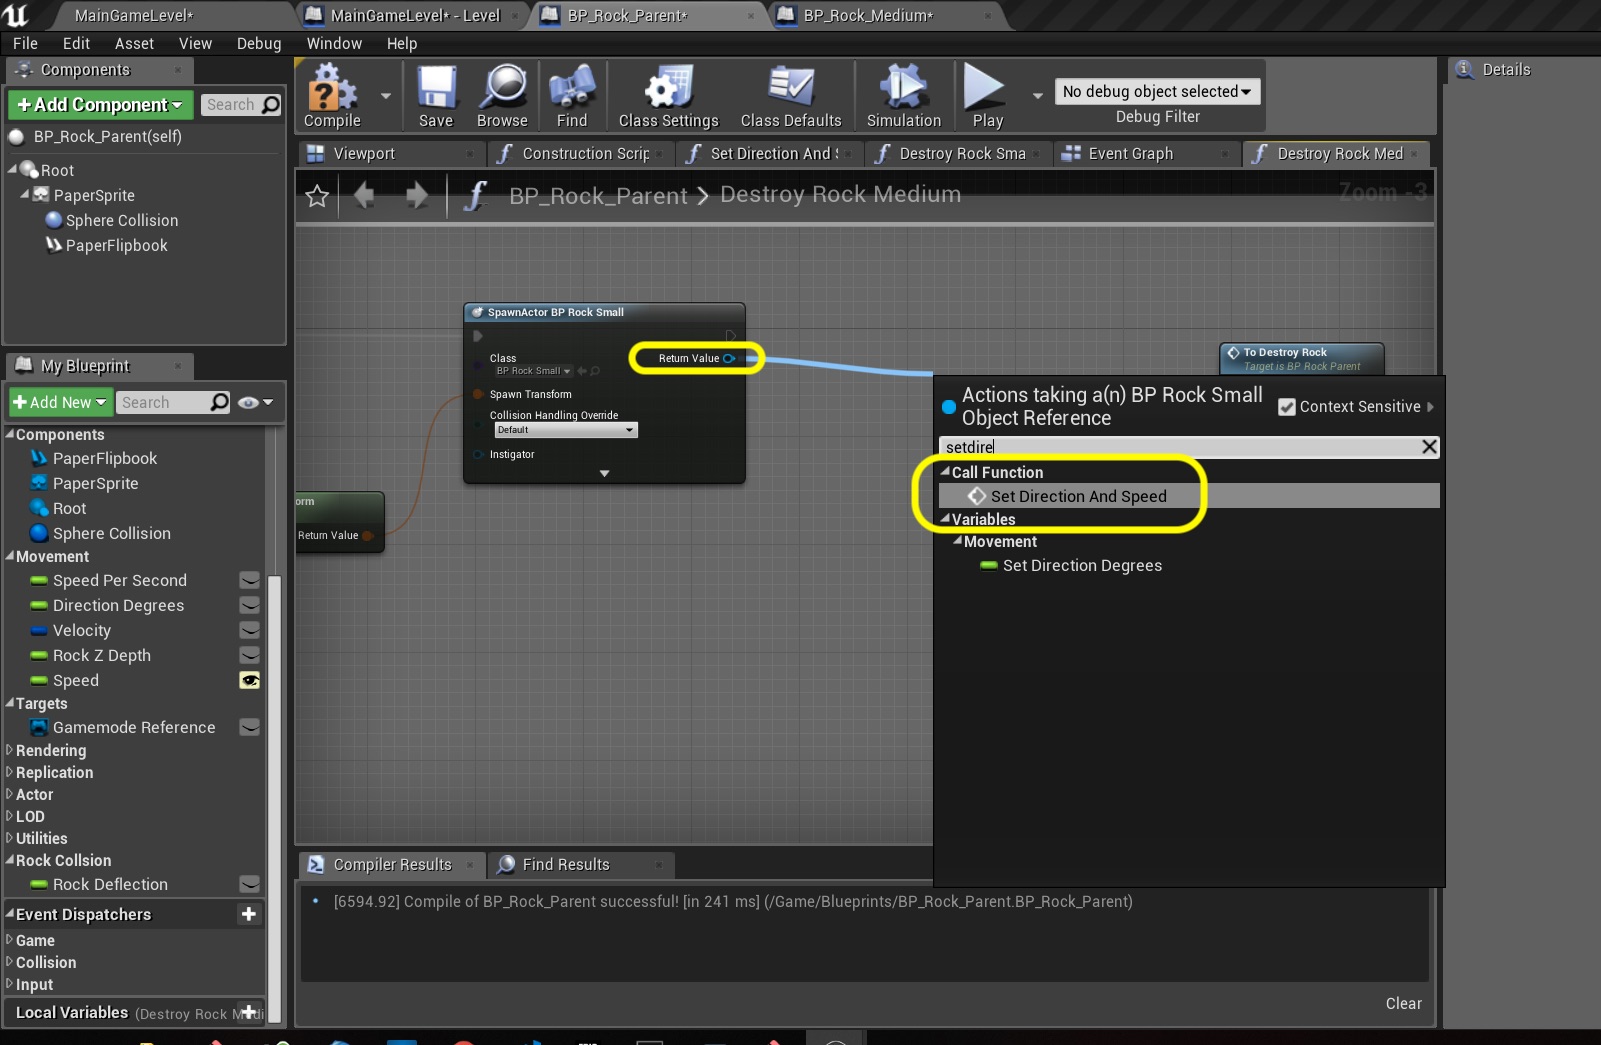 MainGameLevel*
MainGameLevel* - Level
BP_Rock_Parent*
BP_Rock_Medium*
File Edit Asset View Debug Window Help
Components
Add Component
Search
BP_Rock_Parent(self)
Root
PaperSprite
Sphere Collision
PaperFlipbook
Compile
Save
Browse
Find
Class Settings
Class Defaults
Simulation
Play
No debug object selected
Debug Filter
Details
Viewport
Construction Scrip
Set Direction And
Destroy Rock Sma
Event Graph
Destroy Rock Med
BP_Rock_Parent > Destroy Rock Medium
Zoom -3
My Blueprint
Add New
Search
Components
PaperFlipbook
PaperSprite
Root
Sphere Collision
Movement
Speed Per Second
Direction Degrees
Velocity
Rock Z Depth
Speed
Targets
Gamemode Reference
Rendering
Replication
Actor
LOD
Utilities
Rock Collsion
Rock Deflection
Event Dispatchers
Game
Collision
Input
Local Variables (Destroy Rock Medi
SpawnActor BP Rock Small
Class
BP Rock Small
Return Value
Spawn Transform
Collision Handling Override
Default
Instigator
orm
Return Value
To Destroy Rock
Target is BP Rock Parent
Actions taking a(n) BP Rock Small
Object Reference
Context Sensitive
setdire
Call Function
Set Direction And Speed
Variables
Movement
Set Direction Degrees
Compiler Results
Find Results
[6594.92] Compile of BP_Rock_Parent successful! [in 241 ms] (/Game/Blueprints/BP_Rock_Parent.BP_Rock_Parent)
Clear